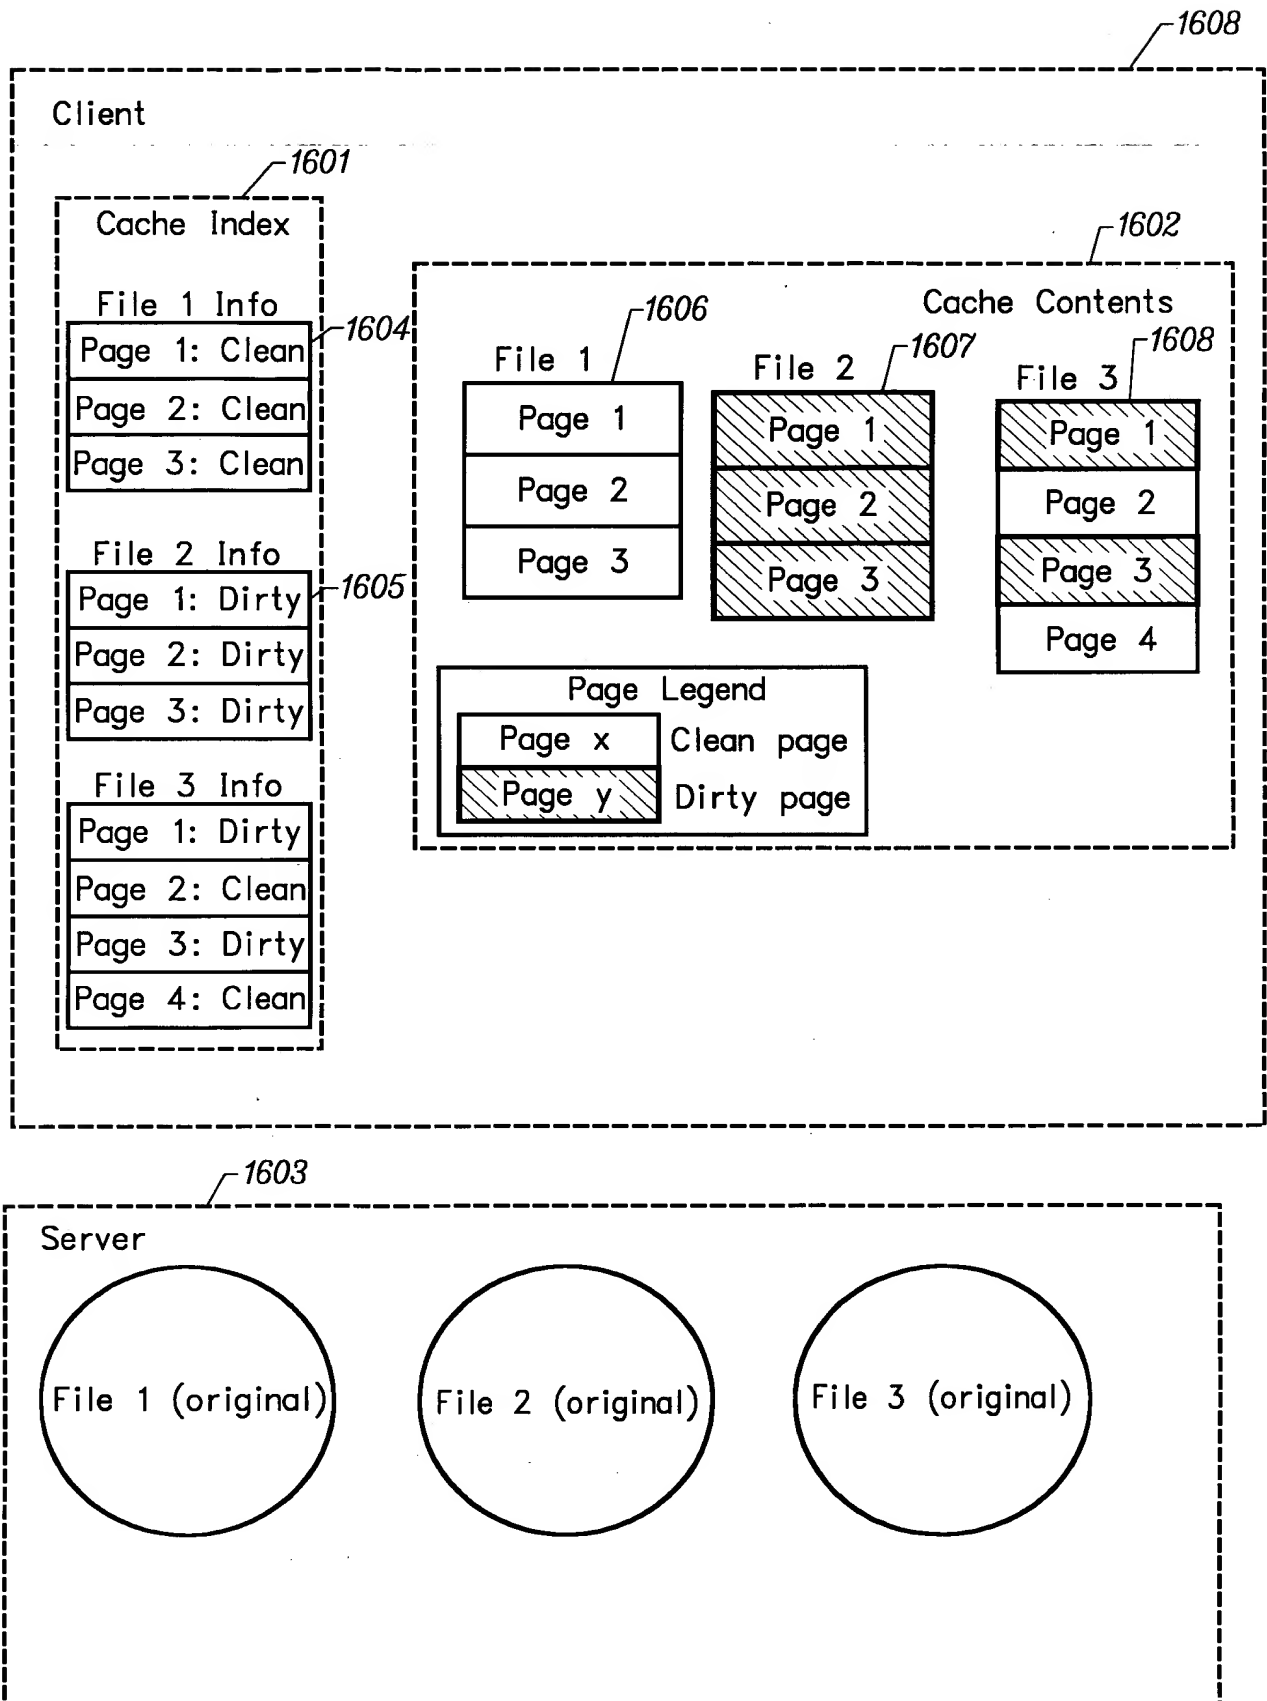 1608
Client
1601
Cache Index
File 1 Info
1604
Page 1: Clean
Page 2: Clean
Page 3: Clean
File 2 Info
1605
Page 1: Dirty
Page 2: Dirty
Page 3: Dirty
File 3 Info
Page 1: Dirty
Page 2: Clean
Page 3: Dirty
Page 4: Clean
1602
Cache Contents
1606
File 1
Page 1
Page 2
Page 3
1607
File 2
Page 1
Page 2
Page 3
1608
File 3
Page 1
Page 2
Page 3
Page 4
Page Legend
Page x Clean page
Page y Dirty page
1603
Server
File 1 (original)
File 2 (original)
File 3 (original)